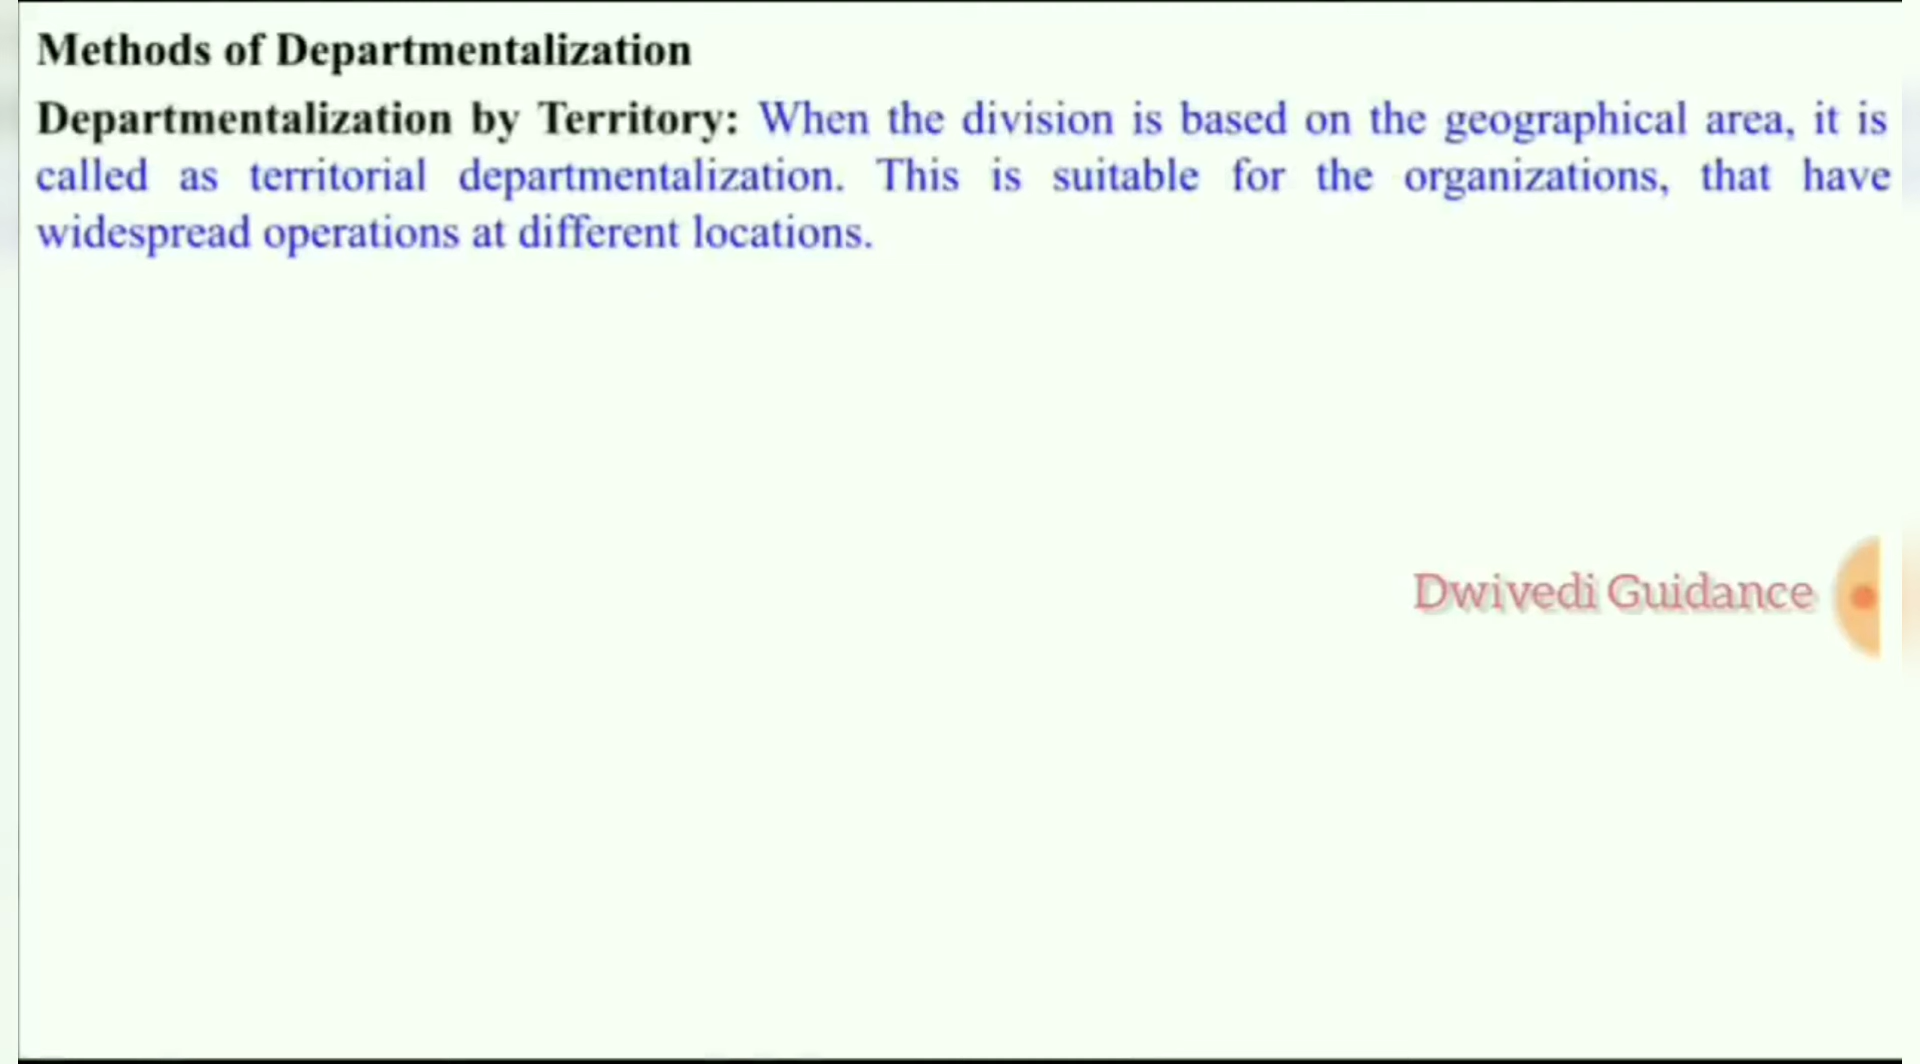 Methods of Departmentalization
Departmentalization by Territory: When the division is based on the geographical area, it is
called as territorial departmentalization. This is suitable for the organizations, that have
widespread operations at different locations.
Dwivedi Guidance